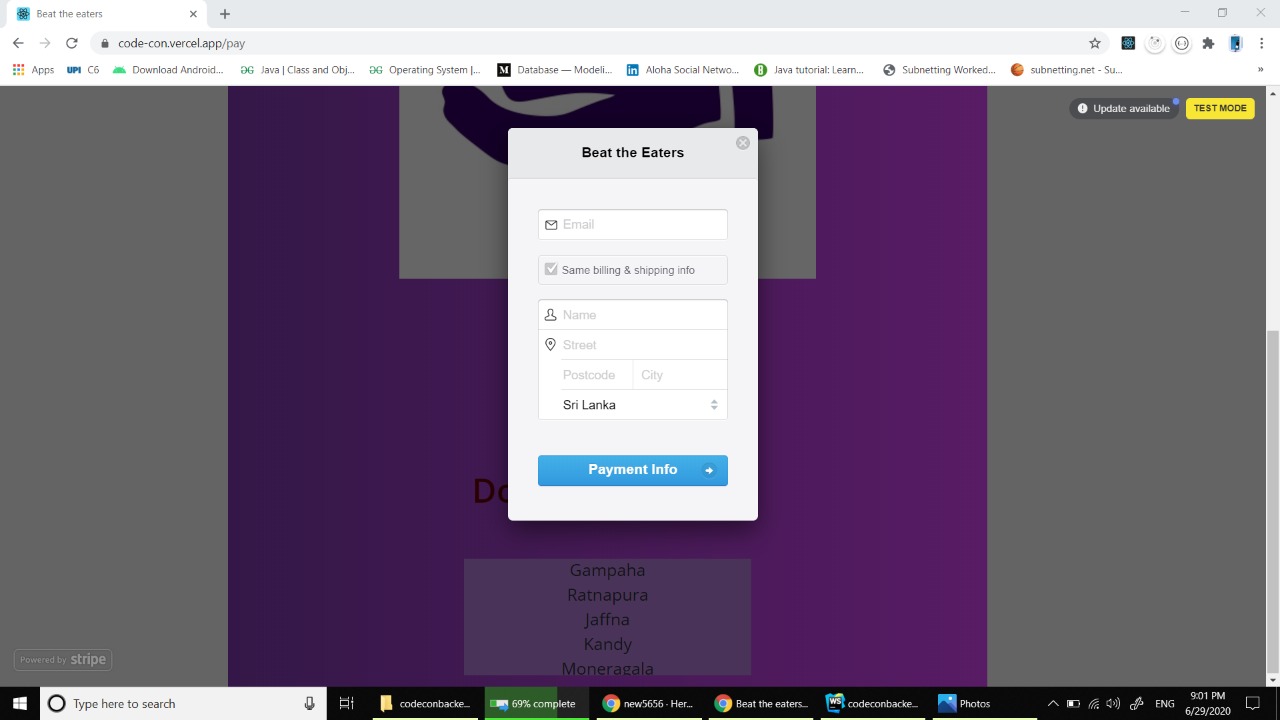 Beat the eaters
code-con.vercel.app/pay
Apps
UPI C6
Download Android...
Java | Class and Obj...
Operating System |...
Database — Modeli...
Aloha Social Netwo...
Java tutorial: Learn...
Subnetting Worked...
subnetting.net - Su...
»
Update available
TEST MODE
Beat the Eaters
Email
Same billing & shipping info
Name
Street
Postcode City
Sri Lanka
Payment Info
Do
Gampaha
Ratnapura
Jaffna
Kandy
Moneragala
Powered by stripe
Type here to search
codeconbacke...
69% complete
new5656 · Her...
Beat the eaters...
WS
codeconbacke...
Photos
ENG
9:01 PM
6/29/2020